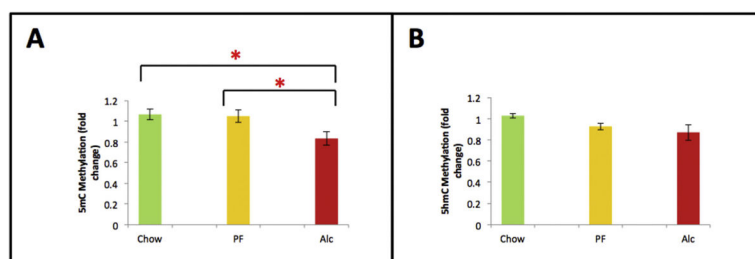 A
*
*
5mC Methylation (fold
change)
1.2
1
0.8
0.6
0.4
0.2
0
Chow PF Alc
B
5hmC Methylation (fold
change)
1.2
1
0.8
0.6
0.4
0.2
0
Chow PF Alc